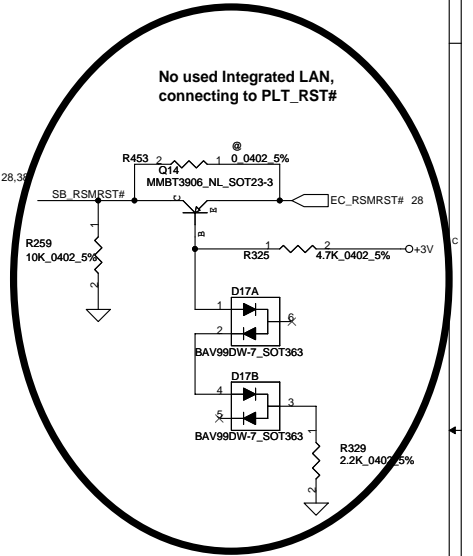 No used Integrated LAN,
connecting to PLT_RST#
@
R453 2 1 0_0402_5%
Q14
MMBT3906_NL_SOT23-3
28,38
SB_RSMRST# C E EC_RSMRST# 28
B
1
R259
10K_0402_5%
2
1 2 +3V
R325 4.7K_0402_5%
C
D17A
1
6
2
BAV99DW-7_SOT363
D17B
4
3
5
BAV99DW-7_SOT363
1
R329
2.2K_0402_5%
2